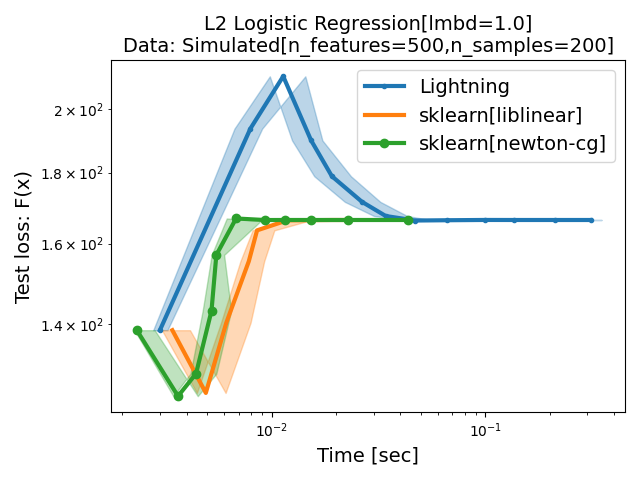 L2 Logistic Regression[lmbd=1.0]
Data: Simulated[n_features=500,n_samples=200]
Lightning
sklearn[liblinear]
sklearn[newton-cg]
Test loss: F(x)
2 × 10²
1.8 × 10²
1.6 × 10²
1.4 × 10²
10⁻²
10⁻¹
Time [sec]